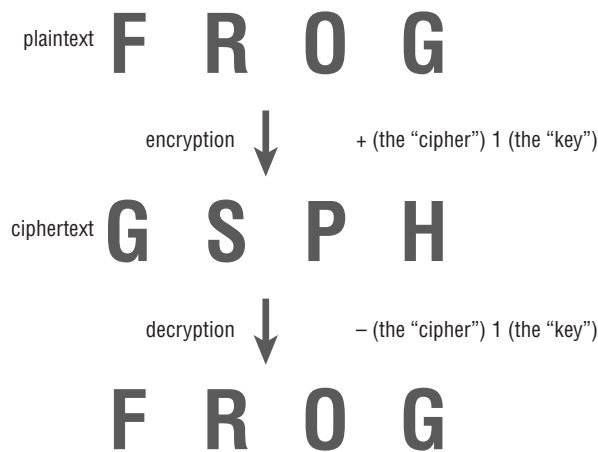 plaintext F R O G
encryption + (the “cipher”) 1 (the “key”)
ciphertext G S P H
decryption – (the “cipher”) 1 (the “key”)
F R O G